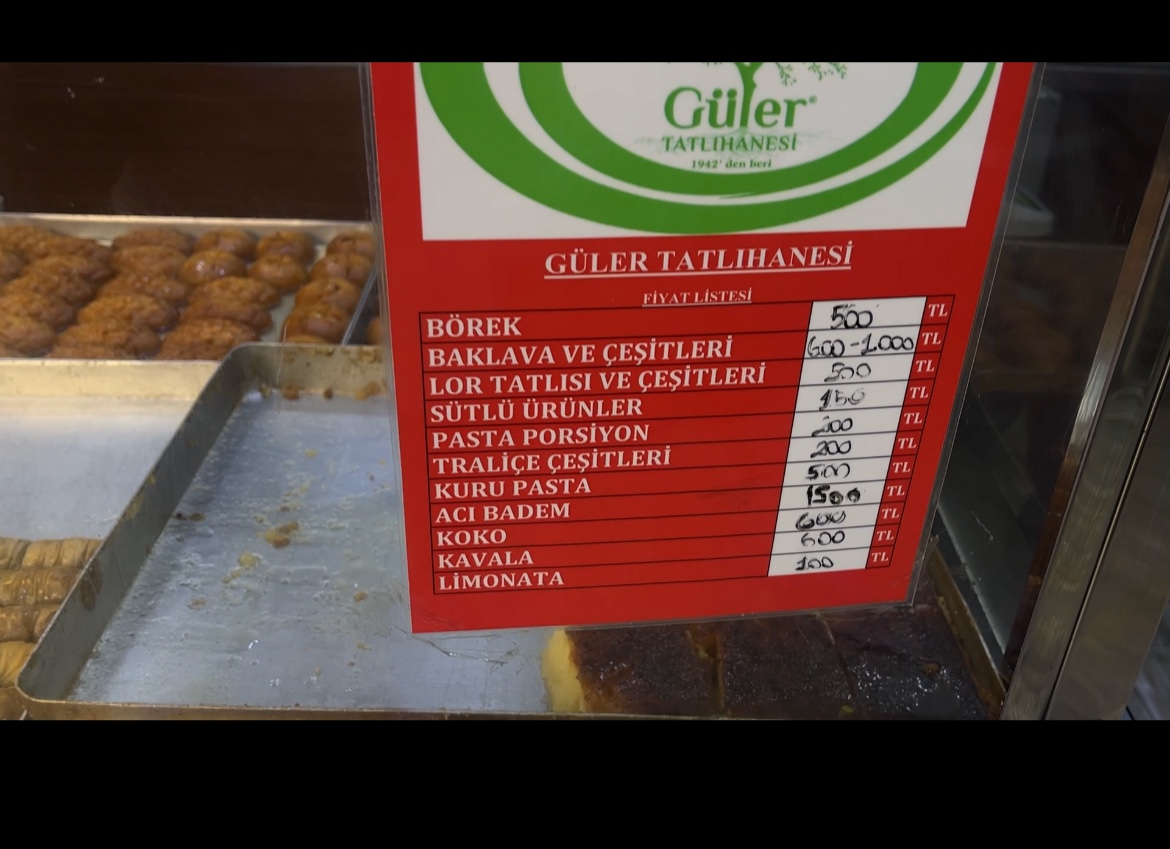 Güler®
TATLIHANESİ
1942' den beri
GÜLER TATLIHANESİ
FİYAT LİSTESİ
BÖREK 500 TL
BAKLAVA VE ÇEŞİTLERİ 600-1000 TL
LOR TATLISI VE ÇEŞİTLERİ 500 TL
SÜTLÜ ÜRÜNLER 150 TL
PASTA PORSİYON 200 TL
TRALİÇE ÇEŞİTLERİ 200 TL
KURU PASTA 500 TL
ACI BADEM 1500 TL
KOKO 600 TL
KAVALA 600 TL
LİMONATA 100 TL